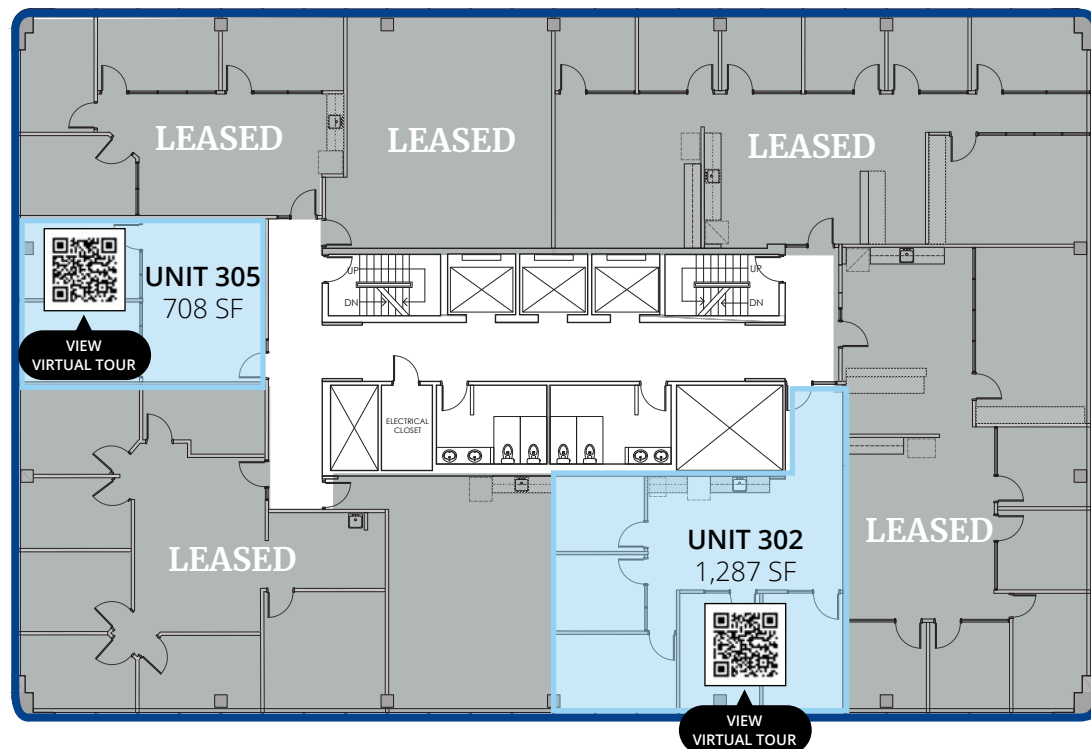 LEASED
LEASED
LEASED
UNIT 305
708 SF
VIEW
VIRTUAL TOUR
UP
DN
UP
DN
ELECTRICAL
CLOSET
LEASED
UNIT 302
1,287 SF
LEASED
VIEW
VIRTUAL TOUR